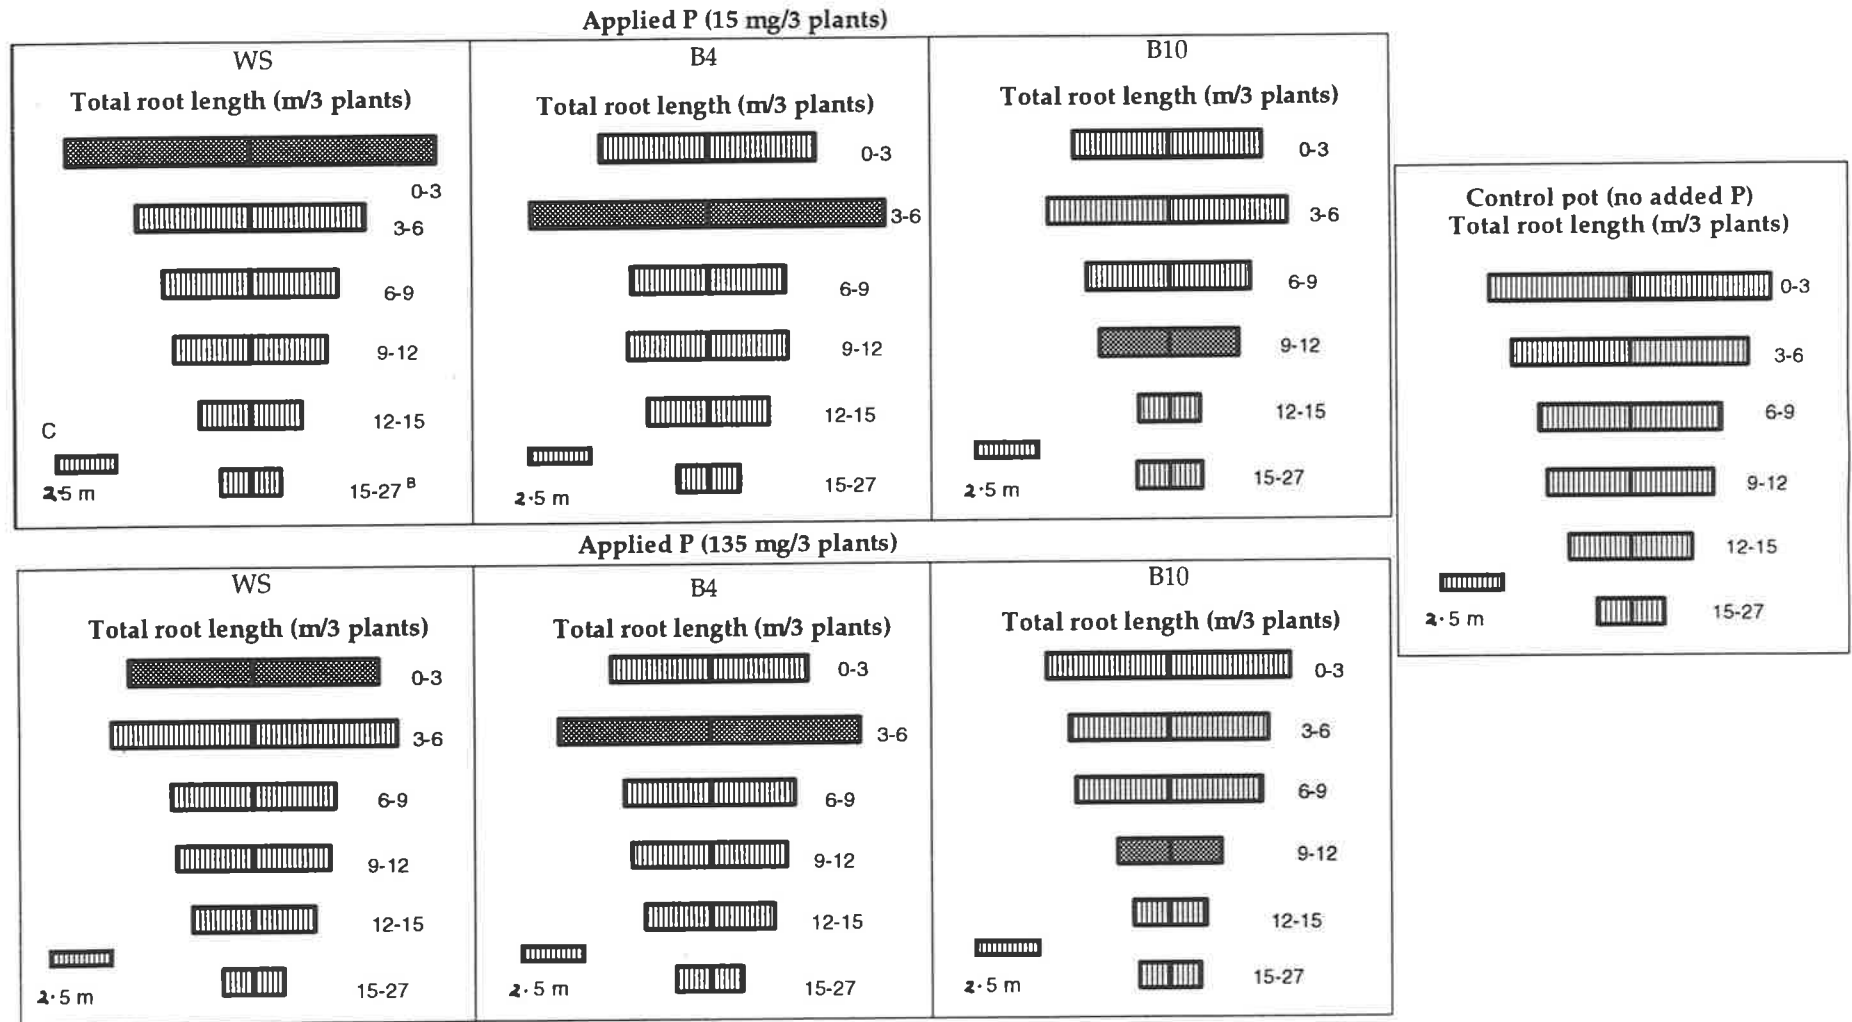 Applied P (15 mg/3 plants)
WS
Total root length (m/3 plants)
0-3
3-6
6-9
9-12
12-15
15-27 B
C
2.5 m
B4
Total root length (m/3 plants)
0-3
3-6
6-9
9-12
12-15
15-27
2.5 m
B10
Total root length (m/3 plants)
0-3
3-6
6-9
9-12
12-15
15-27
2.5 m
Control pot (no added P)
Total root length (m/3 plants)
0-3
3-6
6-9
9-12
12-15
15-27
2.5 m
Applied P (135 mg/3 plants)
WS
Total root length (m/3 plants)
0-3
3-6
6-9
9-12
12-15
15-27
2.5 m
B4
Total root length (m/3 plants)
0-3
3-6
6-9
9-12
12-15
15-27
2.5 m
B10
Total root length (m/3 plants)
0-3
3-6
6-9
9-12
12-15
15-27
2.5 m